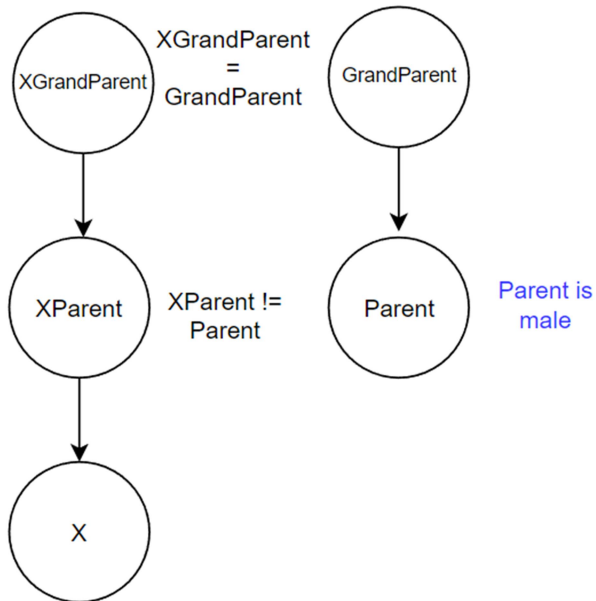 XGrandParent
XGrandParent
=
GrandParent
GrandParent
XParent
XParent !=
Parent
Parent
Parent is
male
X